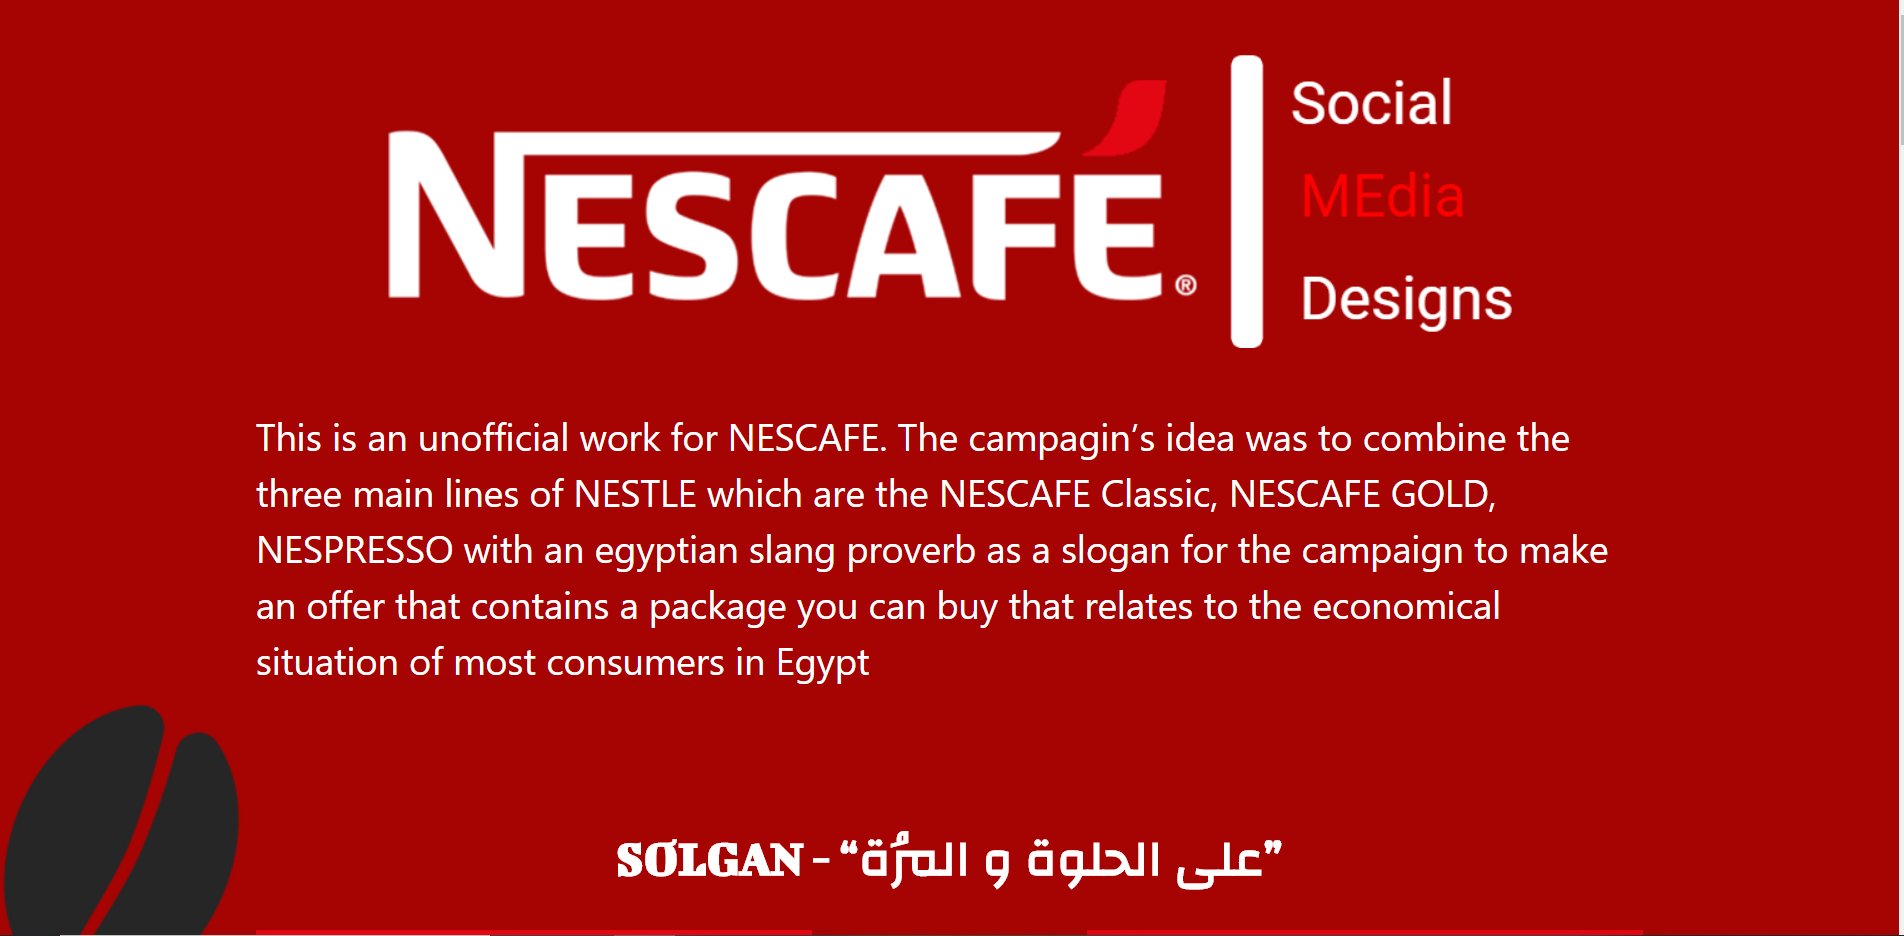 NESCAFÉ®
Social
MEdia
Designs
This is an unofficial work for NESCAFE. The campagin’s idea was to combine the
three main lines of NESTLE which are the NESCAFE Classic, NESCAFE GOLD,
NESPRESSO with an egyptian slang proverb as a slogan for the campaign to make
an offer that contains a package you can buy that relates to the economical
situation of most consumers in Egypt
SOLGAN - “على الحلوة و المرُّة”